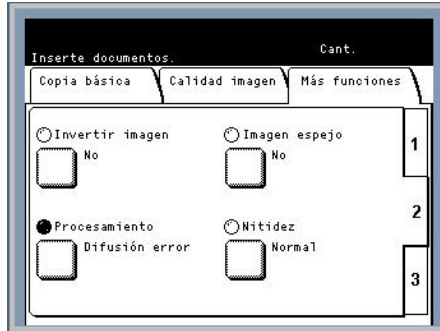 Cant.
Inserte documentos.
Copia básica Calidad imagen Más funciones
Invertir imagen Imagen espejo
No No
1
2
Procesamiento Nitidez
Difusión error Normal
3